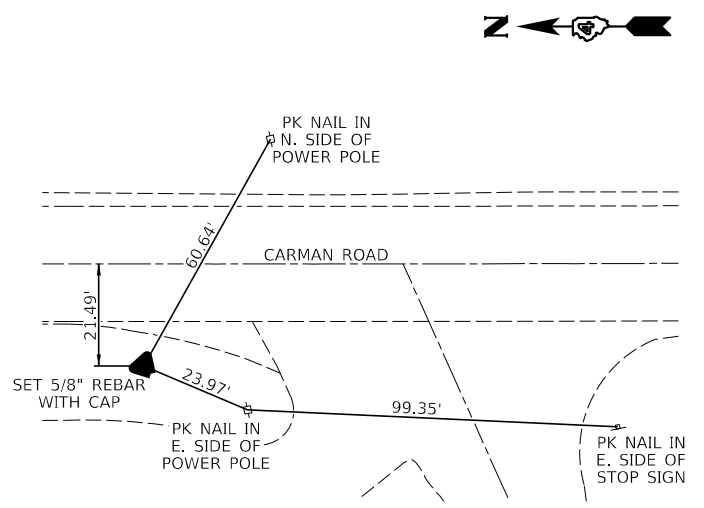 N
PK NAIL IN
N. SIDE OF
POWER POLE
60.64'
CARMAN ROAD
21.49'
SET 5/8" REBAR
WITH CAP
23.97'
99.35'
PK NAIL IN
E. SIDE OF
POWER POLE
PK NAIL IN
E. SIDE OF
STOP SIGN